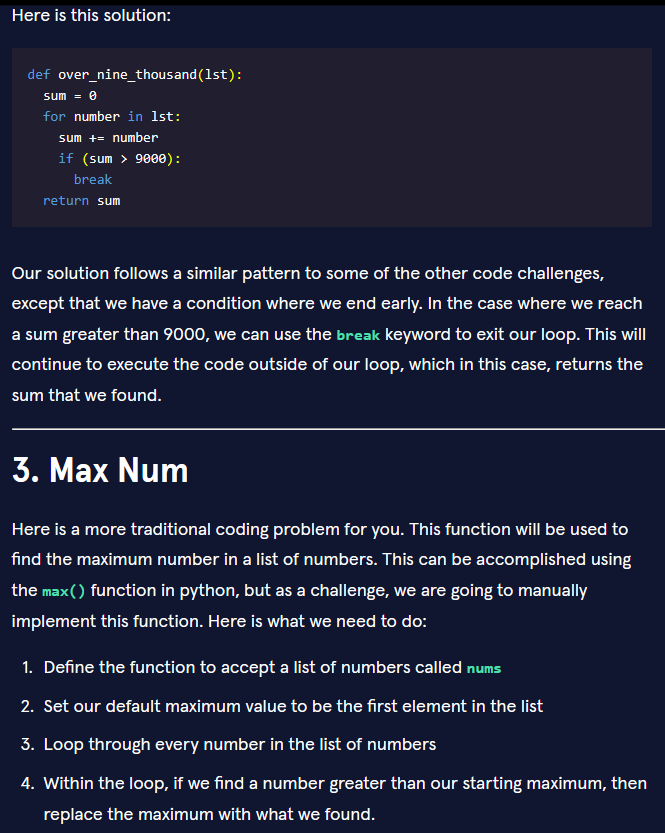 Here is this solution:
def over_nine_thousand(lst):
  sum = 0
  for number in lst:
    sum += number
    if (sum > 9000):
      break
  return sum
Our solution follows a similar pattern to some of the other code challenges,
except that we have a condition where we end early. In the case where we reach
a sum greater than 9000, we can use the break keyword to exit our loop. This will
continue to execute the code outside of our loop, which in this case, returns the
sum that we found.
3. Max Num
Here is a more traditional coding problem for you. This function will be used to
find the maximum number in a list of numbers. This can be accomplished using
the max() function in python, but as a challenge, we are going to manually
implement this function. Here is what we need to do:
1. Define the function to accept a list of numbers called nums
2. Set our default maximum value to be the first element in the list
3. Loop through every number in the list of numbers
4. Within the loop, if we find a number greater than our starting maximum, then
replace the maximum with what we found.